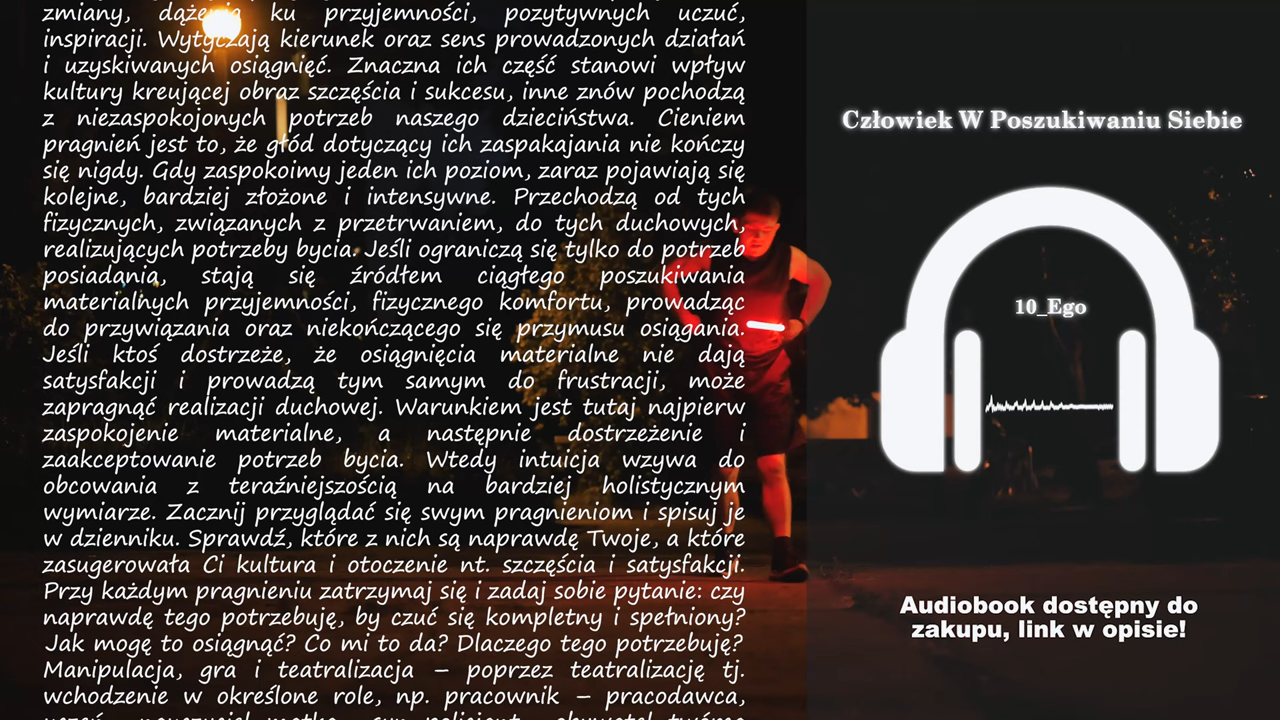 zmiany, dążenia ku przyjemności, pozytywnych uczuć,
inspiracji. Wytyczają kierunek oraz sens prowadzonych działań
i uzyskiwanych osiągnięć. Znaczna ich część stanowi wpływ
kultury kreującej obraz szczęścia i sukcesu, inne znów pochodzą
z niezaspokojonych potrzeb naszego dzieciństwa. Cieniem
pragnień jest to, że głód dotyczący ich zaspakajania nie kończy
się nigdy. Gdy zaspokoimy jeden ich poziom, zaraz pojawiają się
kolejne, bardziej złożone i intensywne. Przechodzą od tych
fizycznych, związanych z przetrwaniem, do tych duchowych,
realizujących potrzeby bycia. Jeśli ograniczą się tylko do potrzeb
posiadania, stają się źródłem ciągłego poszukiwania
materialnych przyjemności, fizycznego komfortu, prowadząc
do przywiązania oraz niekończącego się przymusu osiągania.
Jeśli ktoś dostrzeże, że osiągnięcia materialne nie dają
satysfakcji i prowadzą tym samym do frustracji, może
zapragnąć realizacji duchowej. Warunkiem jest tutaj najpierw
zaspokojenie materialne, a następnie dostrzeżenie i
zaakceptowanie potrzeb bycia. Wtedy intuicja wzywa do
obcowania z teraźniejszością na bardziej holistycznym
wymiarze. Zacznij przyglądać się swym pragnieniom i spisuj je
w dzienniku. Sprawdź, które z nich są naprawdę Twoje, a które
zasugerowała Ci kultura i otoczenie nt. szczęścia i satysfakcji.
Przy każdym pragnieniu zatrzymaj się i zadaj sobie pytanie: czy
naprawdę tego potrzebuję, by czuć się kompletny i spełniony?
Jak mogę to osiągnąć? Co mi to da? Dlaczego tego potrzebuję?
Manipulacja, gra i teatralizacja – poprzez teatralizację tj.
wchodzenie w określone role, np. pracownik – pracodawca,
Człowiek W Poszukiwaniu Siebie
10_Ego
Audiobook dostępny do
zakupu, link w opisie!